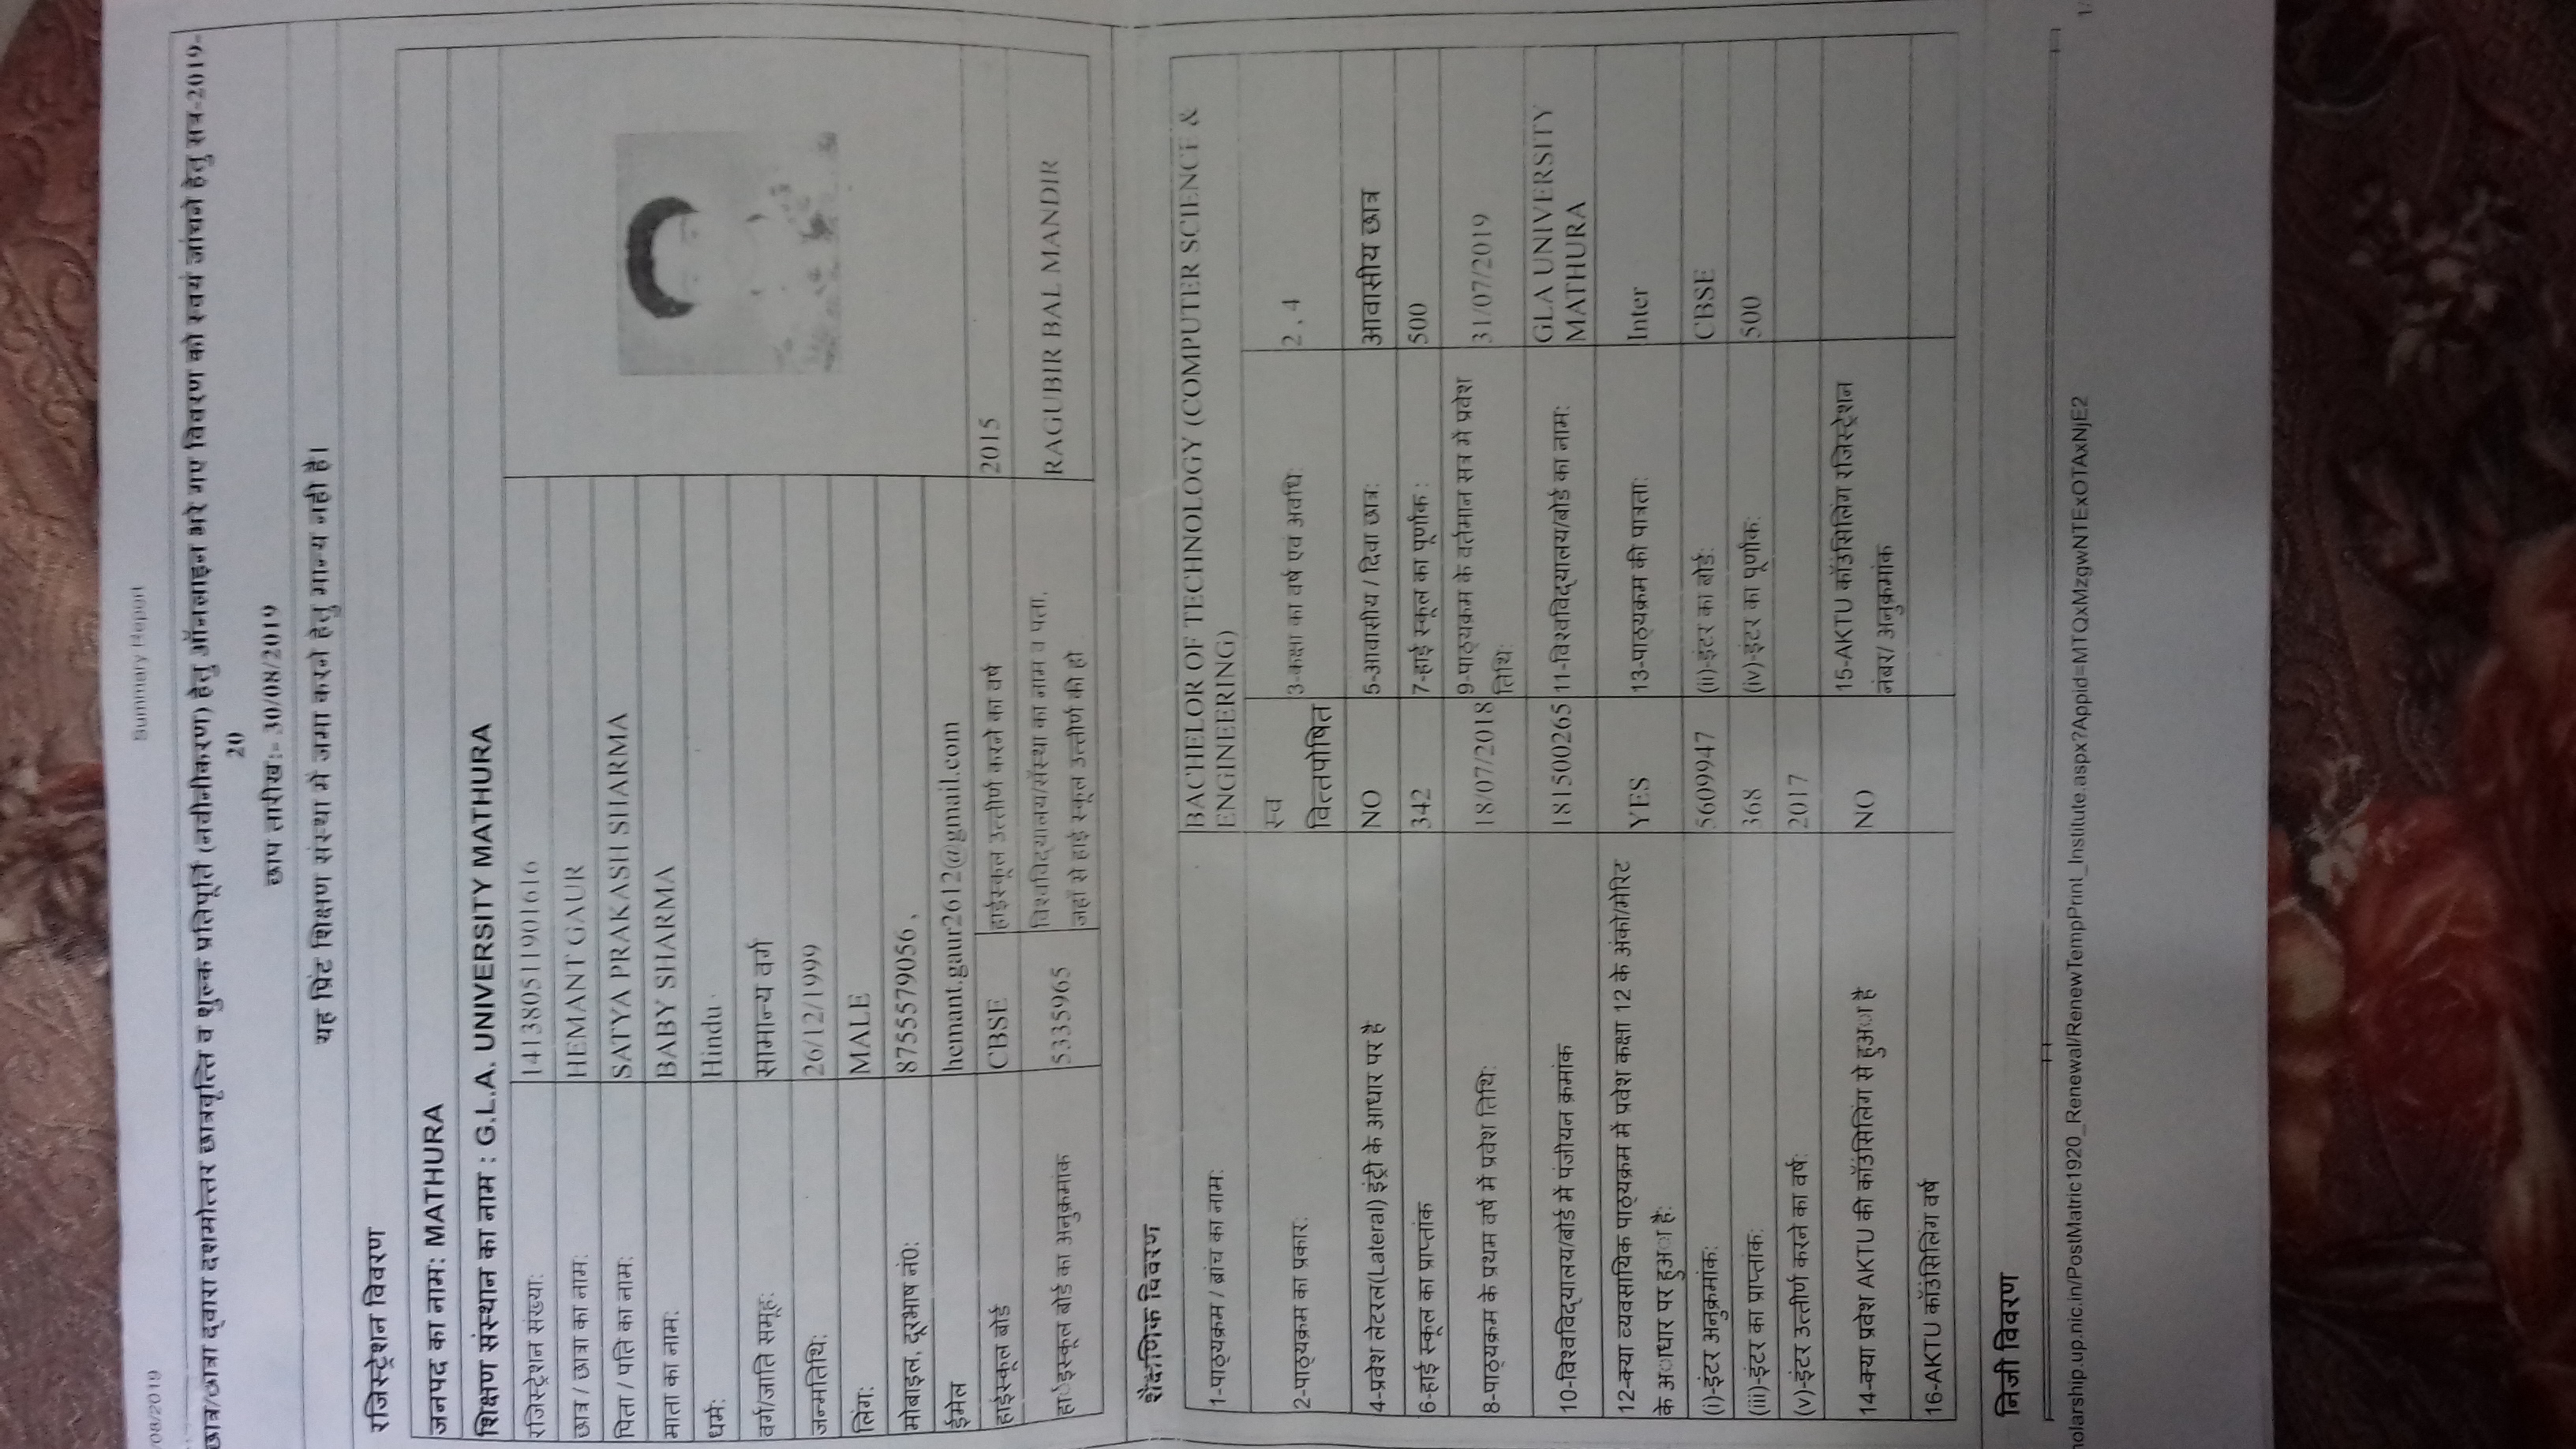 /08/2019
Summary Report
छात्र/छात्रा द्वारा दशमोत्तर छात्रवृत्ति व शुल्क प्रतिपूर्ति (नवीनीकरण) हेतु ऑनलाइन भरे गए विवरण को स्वयं जांचने हेतु सत्र-2019-
20
छाप तारीख:- 30/08/2019
यह प्रिंट शिक्षण संस्था में जमा करने हेतु मान्य नही है।
रजिस्ट्रेशन विवरण
जनपद का नाम: MATHURA
शिक्षण संस्थान का नाम : G.L.A. UNIVERSITY MATHURA
रजिस्ट्रेशन संख्या: 141380511901616
छात्र / छात्रा का नाम: HEMANT GAUR
पिता / पति का नाम: SATYA PRAKASH SHARMA
माता का नाम: BABY SHARMA
धर्म: Hindu
वर्ग/जाति समूह: सामान्य वर्ग
जन्मतिथि: 26/12/1999
लिंग: MALE
मोबाइल, दूरभाष नं0: 8755579056 ,
ईमेल hemant.gaur2612@gmail.com
हाईस्कूल बोर्ड CBSE हाईस्कूल उत्तीर्ण करने का वर्ष 2015
हार्इस्कूल बोर्ड का अनुक्रमांक 5335965 विश्वविद्यालय/सॅस्था का नाम व पता, जहाँ से हाई स्कूल उत्तीर्ण की हो RAGUBIR BAL MANDIR
शैक्षणिक विवरण
1-पाठ्यक्रम / ब्रांच का नाम: BACHELOR OF TECHNOLOGY (COMPUTER SCIENCE &
ENGINEERING)
2-पाठ्यक्रम का प्रकार: स्व वित्तपोषित 3-कक्षा का वर्ष एवं अवधि: 2 , 4
4-प्रवेश लेटरल(Lateral) इंट्री के आधार पर है NO 5-आवासीय / दिवा छात्र: आवासीय छात्र
6-हाई स्कूल का प्राप्तांक 342 7-हाई स्कूल का पूर्णांक : 500
8-पाठ्यक्रम के प्रथम वर्ष में प्रवेश तिथि: 18/07/2018 9-पाठ्यक्रम के वर्तमान सत्र में प्रवेश तिथि: 31/07/2019
10-विश्वविद्यालय/बोर्ड में पंजीयन क्रमांक 181500265 11-विश्वविद्यालय/बोर्ड का नाम: GLA UNIVERSITY MATHURA
12-क्या व्यवसायिक पाठ्यक्रम में प्रवेश कक्षा 12 के अंको/मेरिट
के अाधार पर हुअा है: YES 13-पाठ्यक्रम की पात्रता: Inter
(i)-इंटर अनुक्रमांक: 5609947 (ii)-इंटर का बोर्ड: CBSE
(iii)-इंटर का प्राप्तांक: 368 (iv)-इंटर का पूर्णांक: 500
(v)-इंटर उत्तीर्ण करने का वर्ष: 2017
14-क्या प्रवेश AKTU की कॉउंसिलिंग से हुअा है NO 15-AKTU कॉउंसिलिंग रजिस्ट्रेशन नंबर/ अनुक्रमांक
16-AKTU कॉउंसिलिंग वर्ष
निजी विवरण
holarship.up.nic.in/PostMatric1920_Renewal/RenewTempPrint_Institute.aspx?Appid=MTQxMzgwNTExOTAxNjE2
1